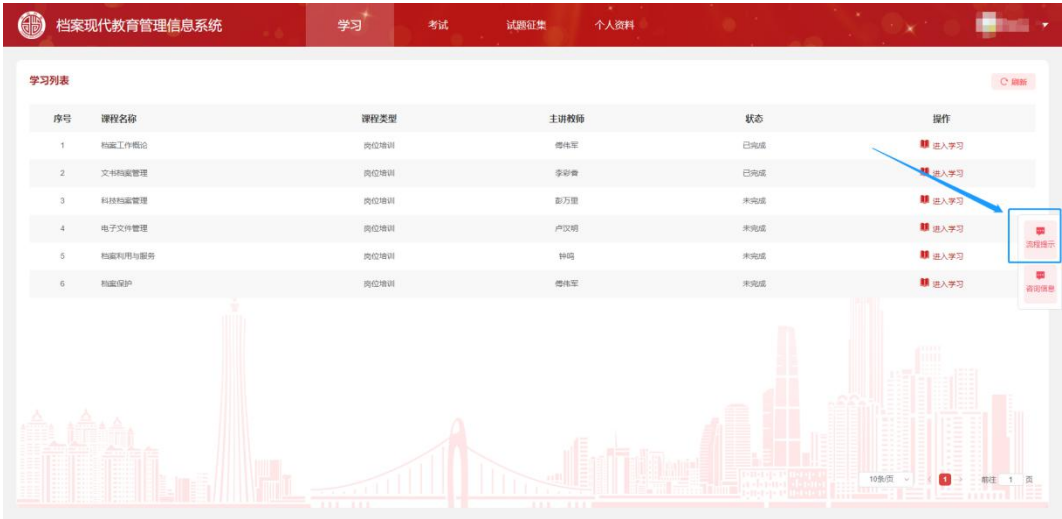 档案现代教育管理信息系统 学习 考试 试题征集 个人资料
学习列表 刷新
序号 课程名称 课程类型 主讲教师 状态 操作
1 档案工作概论 岗位培训 傅伟军 已完成 进入学习
2 文书档案管理 岗位培训 李彩香 已完成 进入学习
3 科技档案管理 岗位培训 彭万里 未完成 进入学习
4 电子文件管理 岗位培训 卢汉明 未完成 进入学习
流程提示
5 档案利用与服务 岗位培训 钟鸣 未完成 进入学习
6 档案保护 岗位培训 傅伟军 未完成 进入学习
咨询信息
10条/页 1 前往 1 页